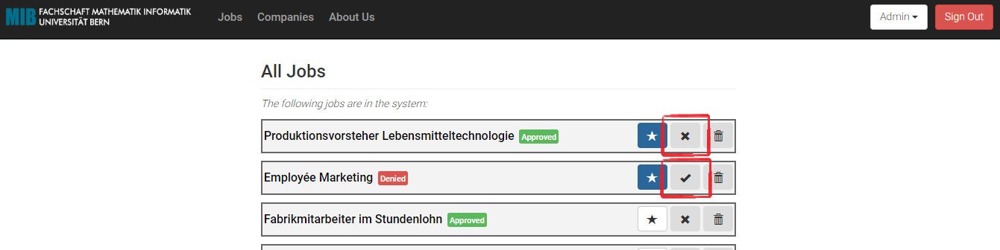 MIB FACHSCHAFT MATHEMATIK INFORMATIK
UNIVERSITÄT BERN
Jobs Companies About Us
Admin Sign Out
All Jobs
The following jobs are in the system:
Produktionsvorsteher Lebensmitteltechnologie Approved
Employée Marketing Denied
Fabrikmitarbeiter im Stundenlohn Approved